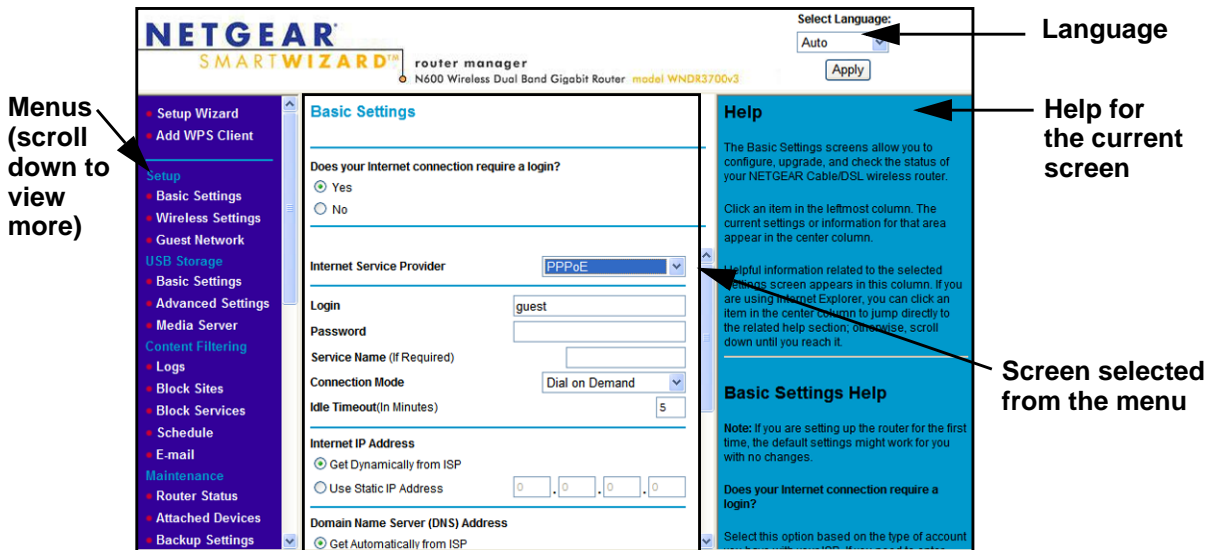 NETGEAR®
SMARTWIZARD™
router manager
N600 Wireless Dual Band Gigabit Router model WNDR3700v3
Select Language:
Auto
Apply
Language
Menus
(scroll
down to
view
more)
Setup Wizard
Add WPS Client
Setup
Basic Settings
Wireless Settings
Guest Network
USB Storage
Basic Settings
Advanced Settings
Media Server
Content Filtering
Logs
Block Sites
Block Services
Schedule
E-mail
Maintenance
Router Status
Attached Devices
Backup Settings
Basic Settings
Does your Internet connection require a login?
Yes
No
Internet Service Provider PPPoE
Login guest
Password
Service Name (If Required)
Connection Mode Dial on Demand
Idle Timeout(In Minutes) 5
Internet IP Address
Get Dynamically from ISP
Use Static IP Address 0 . 0 . 0 . 0
Domain Name Server (DNS) Address
Get Automatically from ISP
Help
The Basic Settings screens allow you to
configure, upgrade, and check the status of
your NETGEAR Cable/DSL wireless router.
Click an item in the leftmost column. The
current settings or information for that area
appear in the center column.
Helpful information related to the selected
settings screen appears in this column. If you
are using Internet Explorer, you can click an
item in the center column to jump directly to
the related help section; otherwise, scroll
down until you reach it.
Basic Settings Help
Note: If you are setting up the router for the first
time, the default settings might work for you
with no changes.
Does your Internet connection require a
login?
Select this option based on the type of account
you have with your ISP. If you need to enter
Help for
the current
screen
Screen selected
from the menu